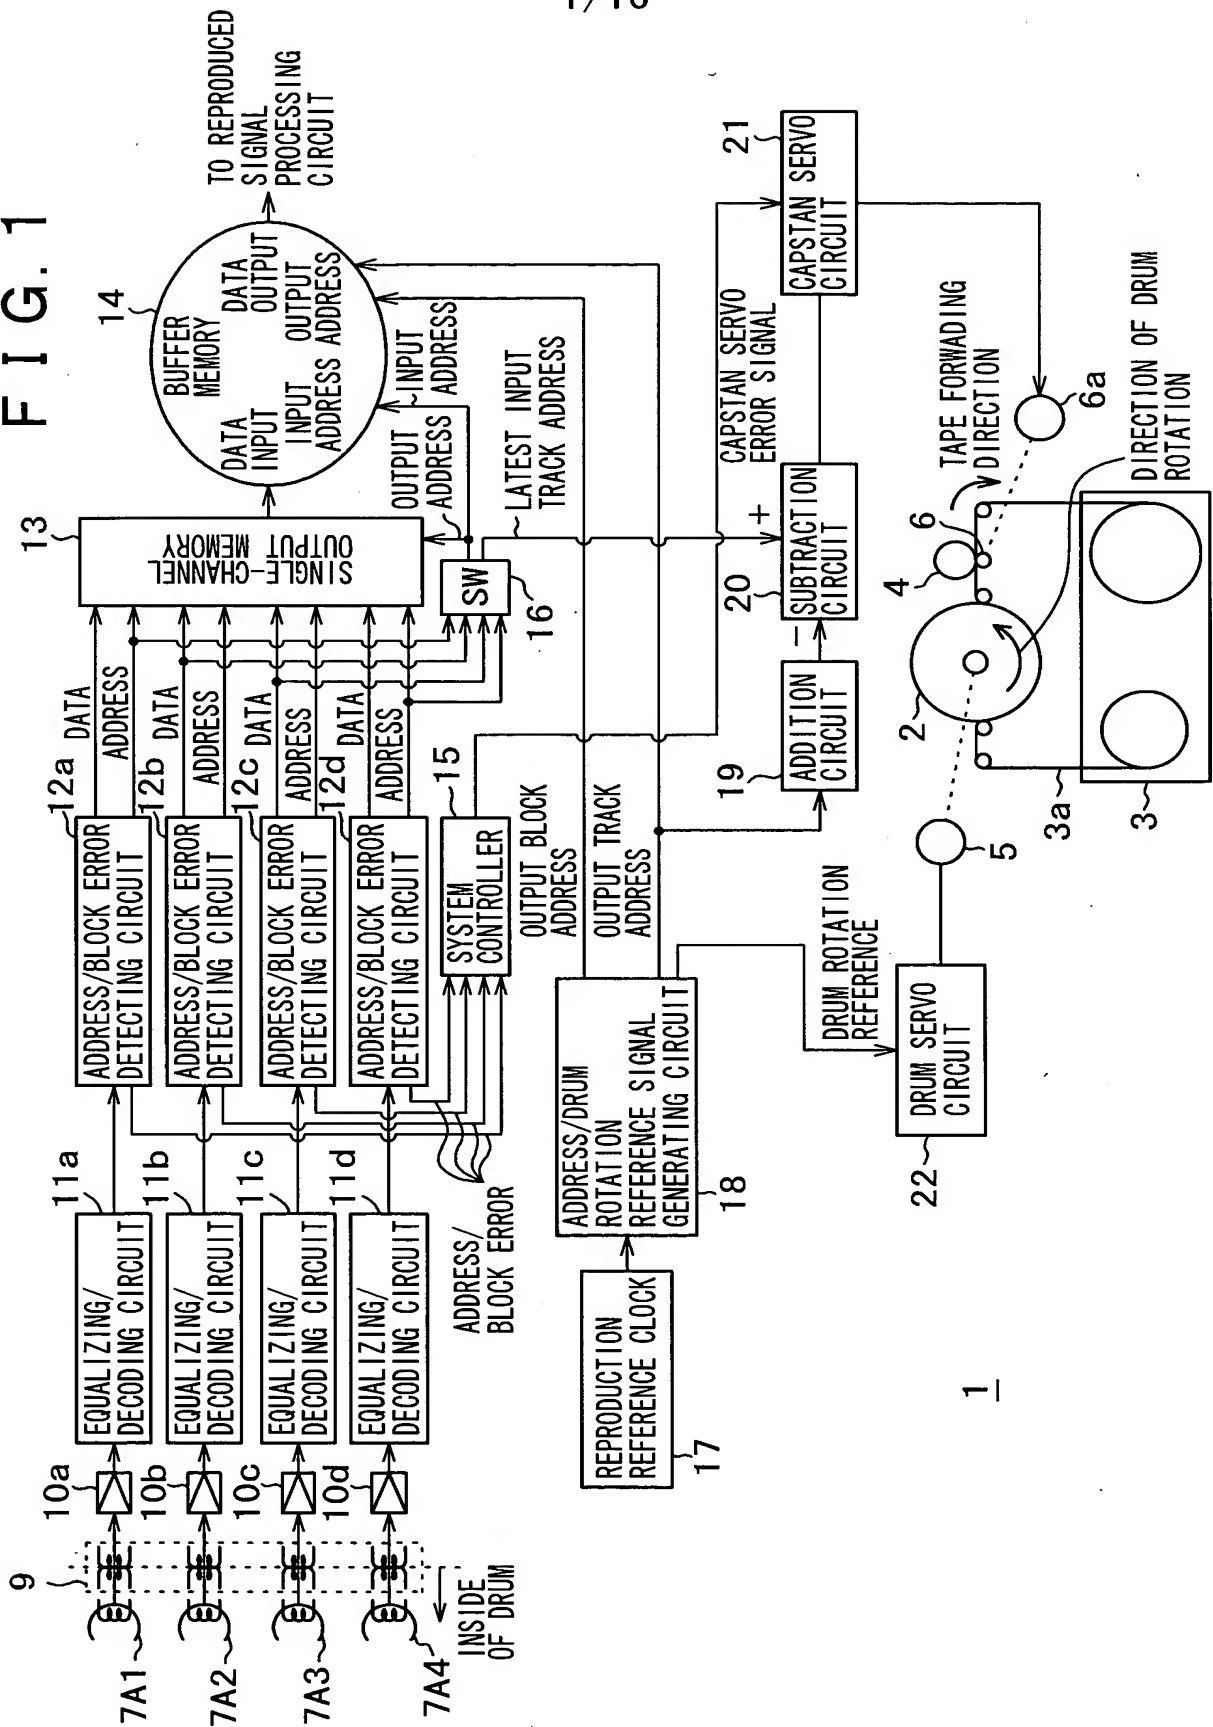 1/16
FIG. 1
9
7A1
7A2
7A3
7A4
INSIDE
OF DRUM
10a
10b
10c
10d
11a
EQUALIZING/
DECODING CIRCUIT
11b
EQUALIZING/
DECODING CIRCUIT
11c
EQUALIZING/
DECODING CIRCUIT
11d
EQUALIZING/
DECODING CIRCUIT
12a
ADDRESS/BLOCK ERROR
DETECTING CIRCUIT
12b
ADDRESS/BLOCK ERROR
DETECTING CIRCUIT
12c
ADDRESS/BLOCK ERROR
DETECTING CIRCUIT
12d
ADDRESS/BLOCK ERROR
DETECTING CIRCUIT
ADDRESS/
BLOCK ERROR
DATA
ADDRESS
DATA
ADDRESS
DATA
ADDRESS
DATA
ADDRESS
15
SYSTEM
CONTROLLER
13
SINGLE-CHANNEL
OUTPUT MEMORY
SW
16
OUTPUT
ADDRESS
INPUT
ADDRESS
LATEST INPUT
TRACK ADDRESS
14
BUFFER
MEMORY
DATA
INPUT
DATA
OUTPUT
INPUT
ADDRESS
OUTPUT
ADDRESS
TO REPRODUCED
SIGNAL
PROCESSING
CIRCUIT
OUTPUT BLOCK
ADDRESS
OUTPUT TRACK
ADDRESS
REPRODUCTION
REFERENCE CLOCK
17
ADDRESS/DRUM
ROTATION
REFERENCE SIGNAL
GENERATING CIRCUIT
18
19
ADDITION
CIRCUIT
−
+
20
SUBTRACTION
CIRCUIT
CAPSTAN SERVO
ERROR SIGNAL
21
CAPSTAN SERVO
CIRCUIT
DRUM ROTATION
REFERENCE
DRUM SERVO
CIRCUIT
22
5
2
4
6
6a
TAPE FORWADING
DIRECTION
DIRECTION OF DRUM
ROTATION
3a
3
1